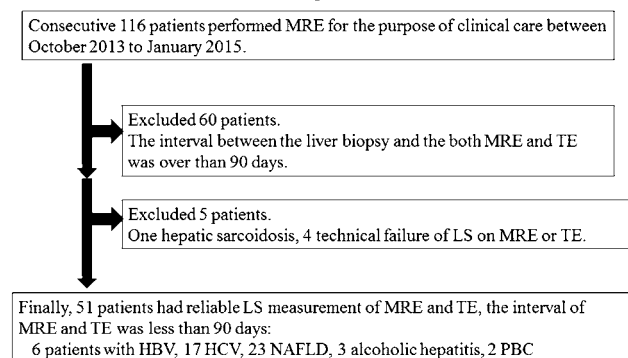 Consecutive 116 patients performed MRE for the purpose of clinical care between
October 2013 to January 2015.
Excluded 60 patients.
The interval between the liver biopsy and the both MRE and TE
was over than 90 days.
Excluded 5 patients.
One hepatic sarcoidosis, 4 technical failure of LS on MRE or TE.
Finally, 51 patients had reliable LS measurement of MRE and TE, the interval of
MRE and TE was less than 90 days:
6 patients with HBV, 17 HCV, 23 NAFLD, 3 alcoholic hepatitis, 2 PBC